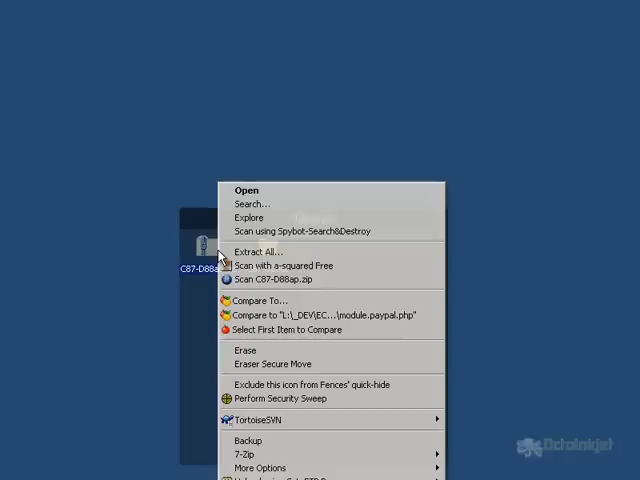 Open
Search...
Explore
Scan using Spybot-Search&Destroy
Extract All...
Scan with a-squared Free
C87-D88a
Scan C87-D88ap.zip
Compare To...
Compare to "L:\_DEV\EC...\module.paypal.php"
Select First Item to Compare
Erase
Eraser Secure Move
Exclude this icon from Fences' quick-hide
Perform Security Sweep
TortoiseSVN
Backup
Octoinkjet
7-Zip
More Options